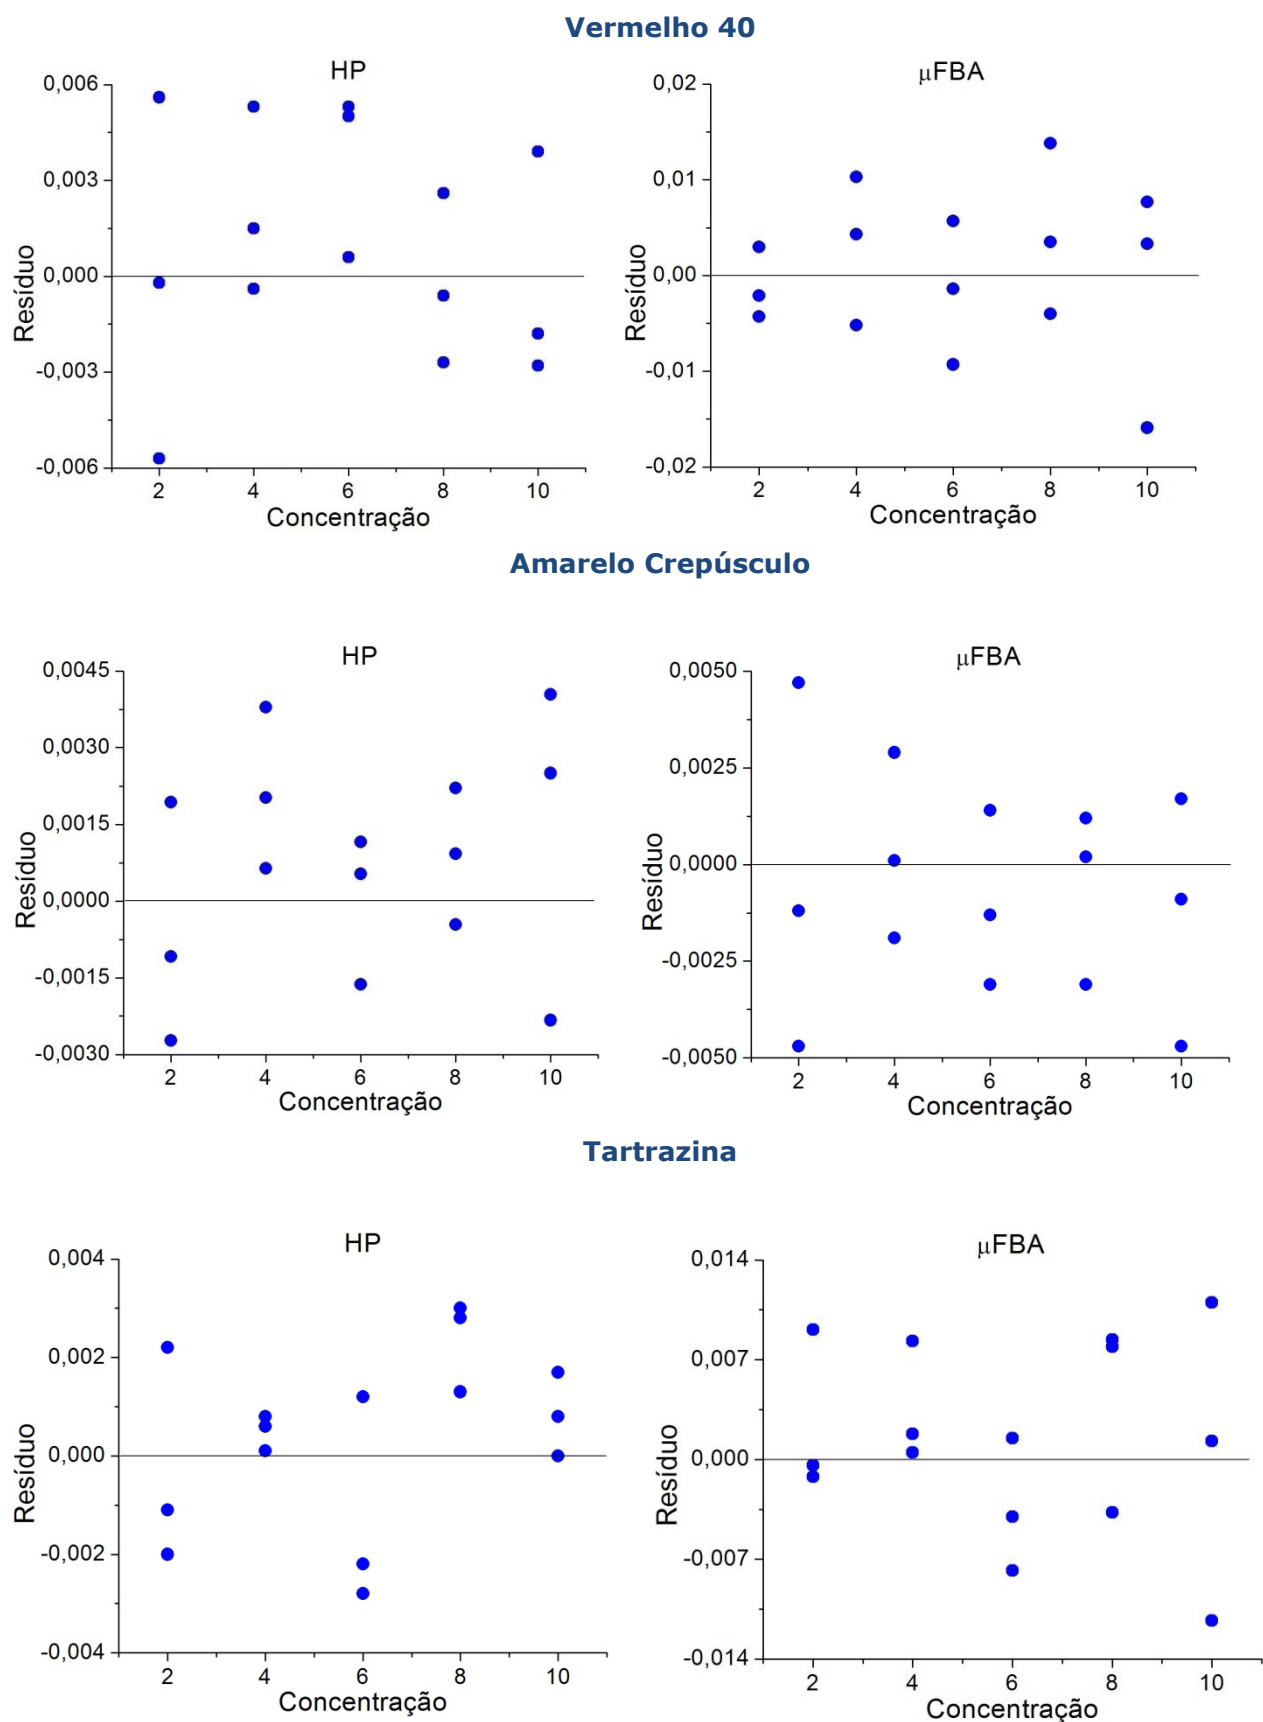 Vermelho 40
HP
0,006
0,003
0,000
-0,003
-0,006
Resíduo
2 4 6 8 10
Concentração
μFBA
0,02
0,01
0,00
-0,01
-0,02
Resíduo
2 4 6 8 10
Concentração
Amarelo Crepúsculo
HP
0,0045
0,0030
0,0015
0,0000
-0,0015
-0,0030
Resíduo
2 4 6 8 10
Concentração
μFBA
0,0050
0,0025
0,0000
-0,0025
-0,0050
Resíduo
2 4 6 8 10
Concentração
Tartrazina
HP
0,004
0,002
0,000
-0,002
-0,004
Resíduo
2 4 6 8 10
Concentração
μFBA
0,014
0,007
0,000
-0,007
-0,014
Resíduo
2 4 6 8 10
Concentração